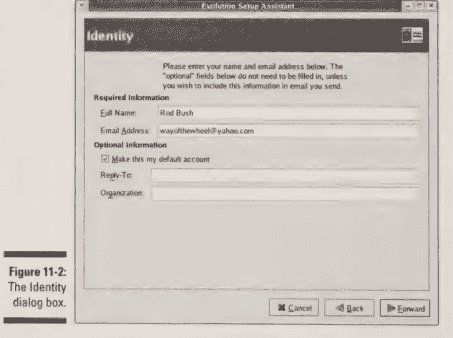 Evolution Setup Assistant
Identity
Please enter your name and email address below. The
"optional" fields below do not need to be filled in, unless
you wish to include this information in email you send.
Required Information
Full Name: Rod Bush
Email Address: wayofthewheel@yahoo.com
Optional Information
Make this my default account
Reply-To:
Organization:
Cancel Back Forward
Figure 11-2:
The Identity
dialog box.